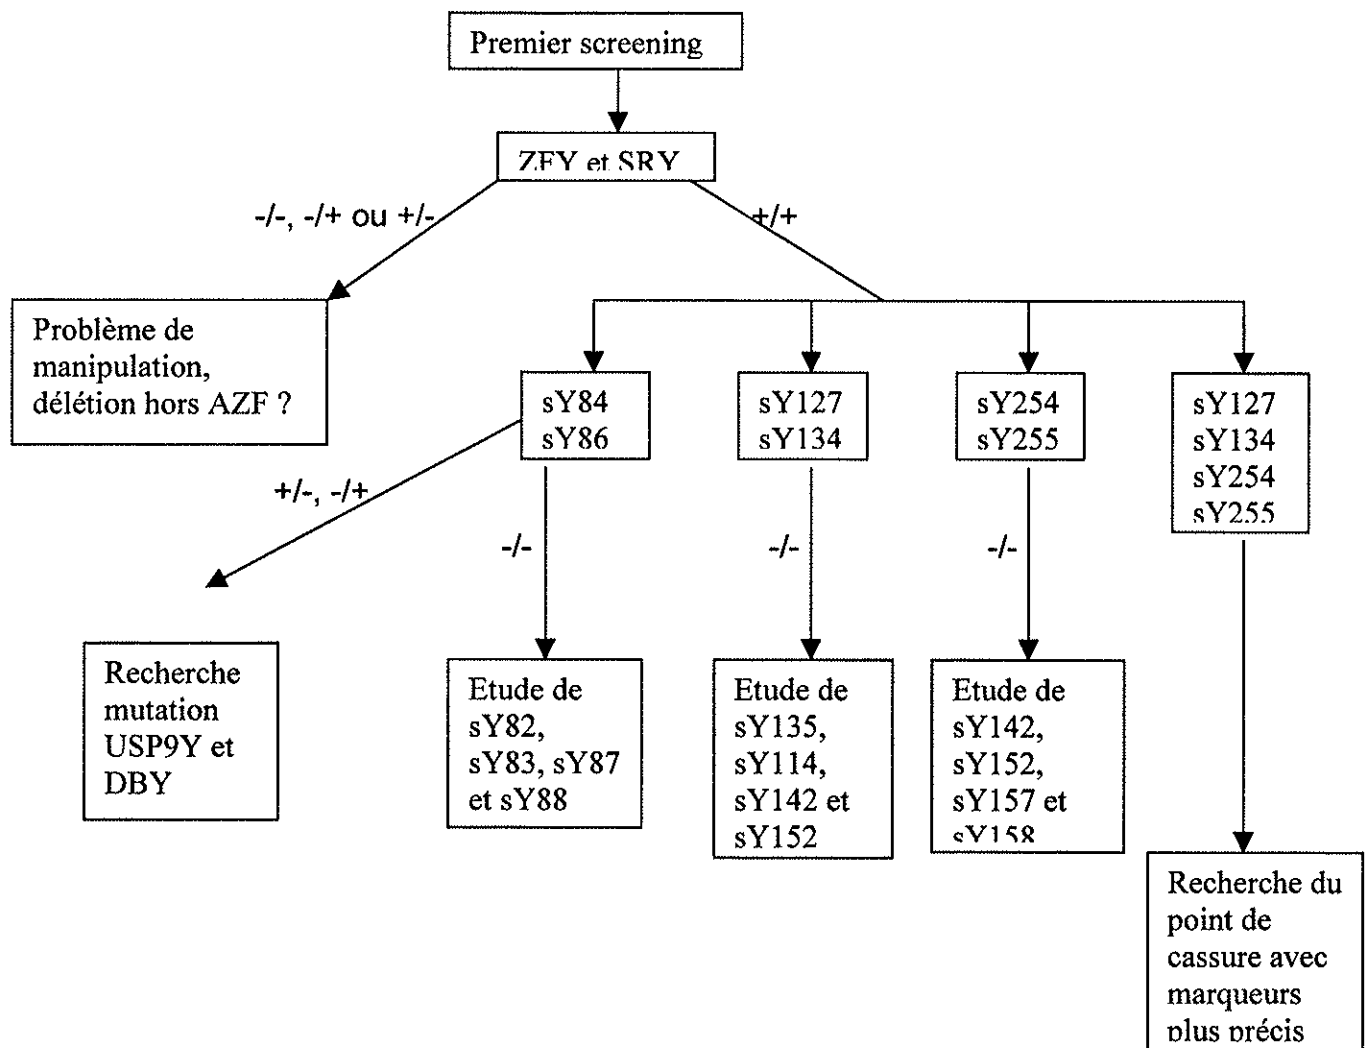 Premier screening
ZFY et SRY
-/-, -/+ ou +/-
+/+
Problème de
manipulation,
délétion hors AZF ?
sY84
sY86
sY127
sY134
sY254
sY255
sY127
sY134
sY254
sY255
+/-, -/+
-/-
-/-
-/-
Recherche
mutation
USP9Y et
DBY
Etude de
sY82,
sY83, sY87
et sY88
Etude de
sY135,
sY114,
sY142 et
sY152
Etude de
sY142,
sY152,
sY157 et
sY158
Recherche du
point de
cassure avec
marqueurs
plus précis